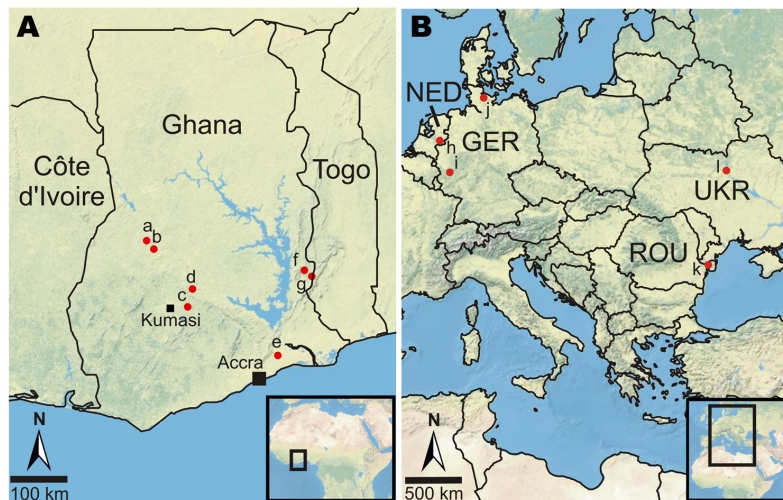 A
Ghana
Côte
d'Ivoire
Togo
a
b
f
g
d
c
Kumasi
e
Accra
N
100 km
B
NED
j
h
GER
i
l
UKR
ROU
k
N
500 km